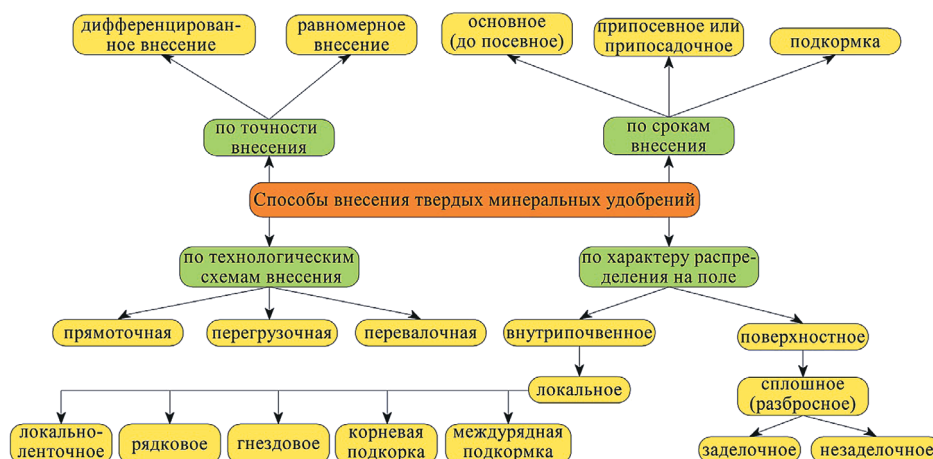 дифференцирован-
ное внесение
равномерное
внесение
основное
(до посевное)
припосевное или
припосадочное
подкормка
по точности
внесения
по срокам
внесения
Способы внесения твердых минеральных удобрений
по технологическим
схемам внесения
по характеру распре-
деления на поле
прямоточная
перегрузочная
перевалочная
внутрипочвенное
поверхностное
локальное
сплошное
(разбросное)
локально-
ленточное
рядковое
гнездовое
корневая
подкорка
междурядная
подкормка
заделочное
незаделочное